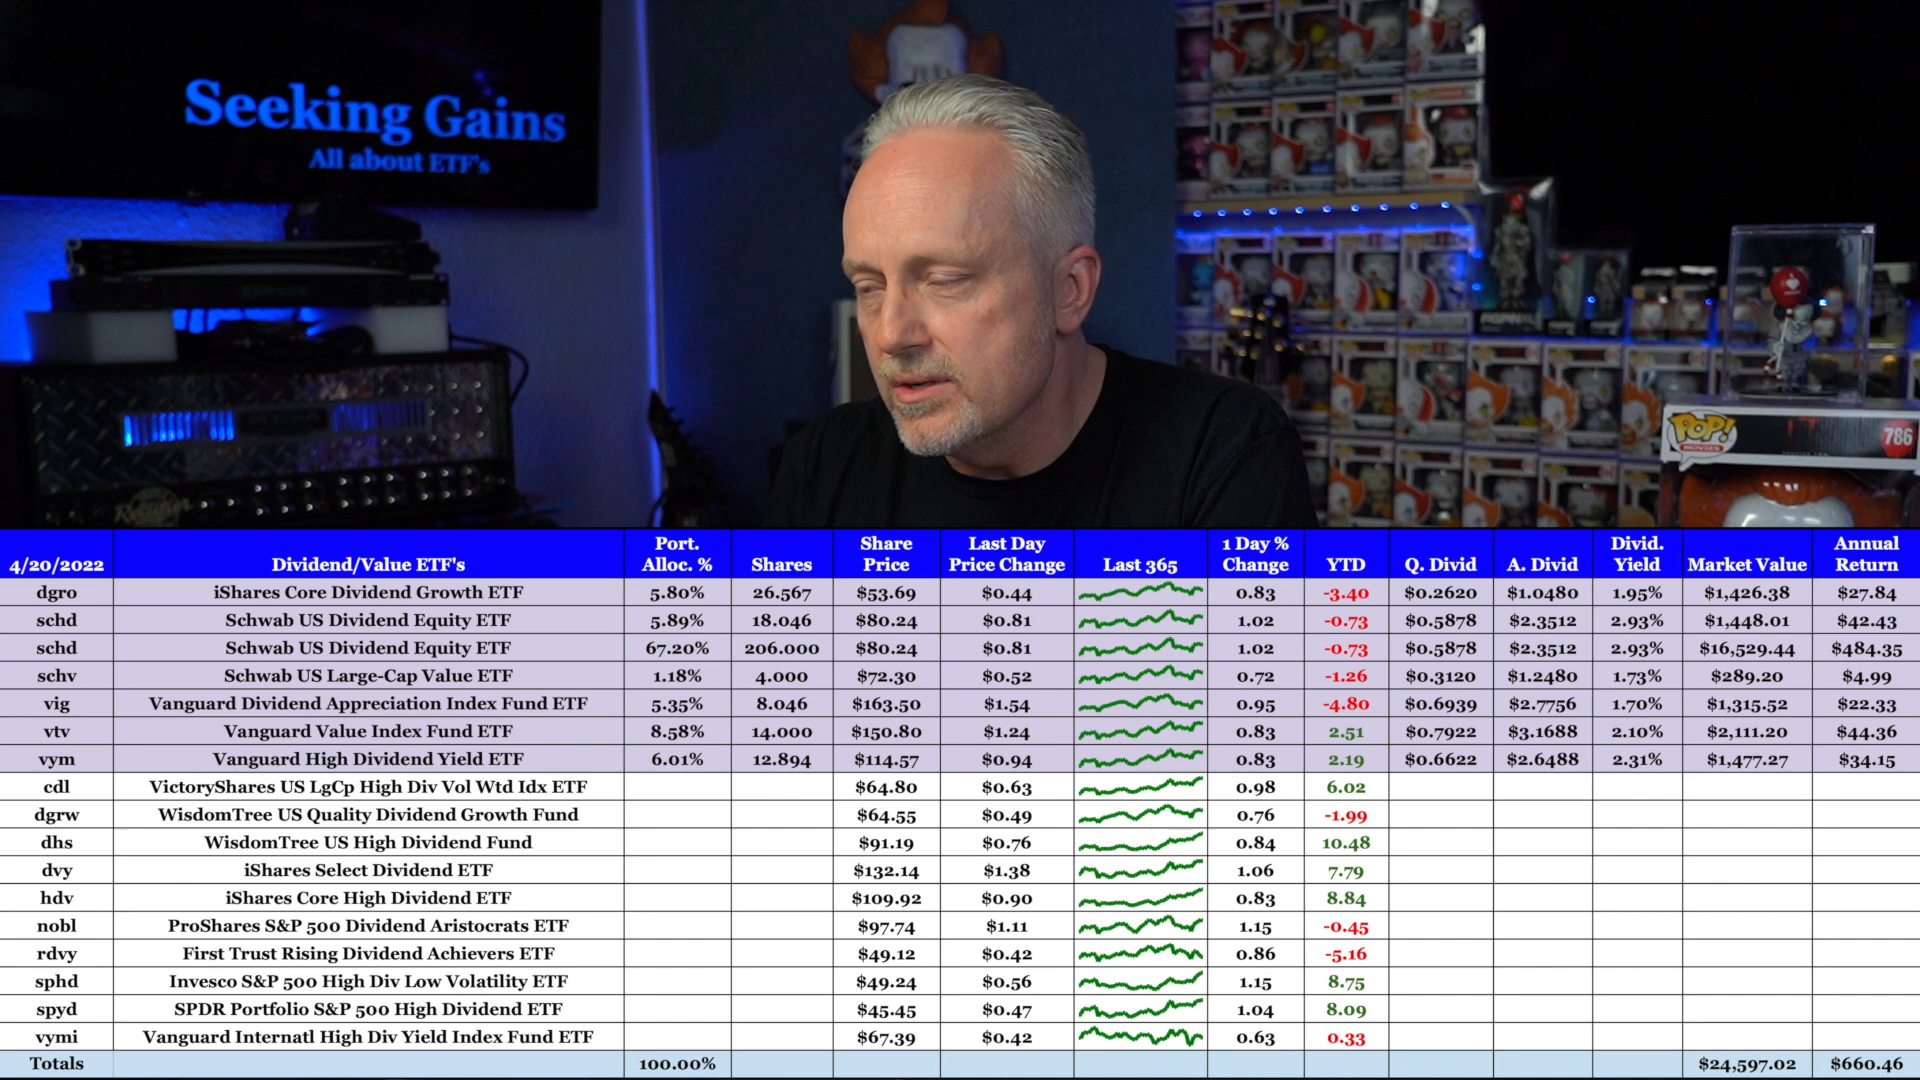 Seeking Gains
All about ETF's
POP!
MOVIES
786
4/20/2022 Dividend/Value ETF's Port. Alloc. % Shares Share Price Last Day Price Change Last 365 1 Day % Change YTD Q. Divid A. Divid Divid. Yield Market Value Annual Return
dgro iShares Core Dividend Growth ETF 5.80% 26.567 $53.69 $0.44 0.83 -3.40 $0.2620 $1.0480 1.95% $1,426.38 $27.84
schd Schwab US Dividend Equity ETF 5.89% 18.046 $80.24 $0.81 1.02 -0.73 $0.5878 $2.3512 2.93% $1,448.01 $42.43
schd Schwab US Dividend Equity ETF 67.20% 206.000 $80.24 $0.81 1.02 -0.73 $0.5878 $2.3512 2.93% $16,529.44 $484.35
schv Schwab US Large-Cap Value ETF 1.18% 4.000 $72.30 $0.52 0.72 -1.26 $0.3120 $1.2480 1.73% $289.20 $4.99
vig Vanguard Dividend Appreciation Index Fund ETF 5.35% 8.046 $163.50 $1.54 0.95 -4.80 $0.6939 $2.7756 1.70% $1,315.52 $22.33
vtv Vanguard Value Index Fund ETF 8.58% 14.000 $150.80 $1.24 0.83 2.51 $0.7922 $3.1688 2.10% $2,111.20 $44.36
vym Vanguard High Dividend Yield ETF 6.01% 12.894 $114.57 $0.94 0.83 2.19 $0.6622 $2.6488 2.31% $1,477.27 $34.15
cdl VictoryShares US LgCp High Div Vol Wtd Idx ETF $64.80 $0.63 0.98 6.02
dgrw WisdomTree US Quality Dividend Growth Fund $64.55 $0.49 0.76 -1.99
dhs WisdomTree US High Dividend Fund $91.19 $0.76 0.84 10.48
dvy iShares Select Dividend ETF $132.14 $1.38 1.06 7.79
hdv iShares Core High Dividend ETF $109.92 $0.90 0.83 8.84
nobl ProShares S&P 500 Dividend Aristocrats ETF $97.74 $1.11 1.15 -0.45
rdvy First Trust Rising Dividend Achievers ETF $49.12 $0.42 0.86 -5.16
sphd Invesco S&P 500 High Div Low Volatility ETF $49.24 $0.56 1.15 8.75
spyd SPDR Portfolio S&P 500 High Dividend ETF $45.45 $0.47 1.04 8.09
vymi Vanguard Internatl High Div Yield Index Fund ETF $67.39 $0.42 0.63 0.33
Totals 100.00% $24,597.02 $660.46